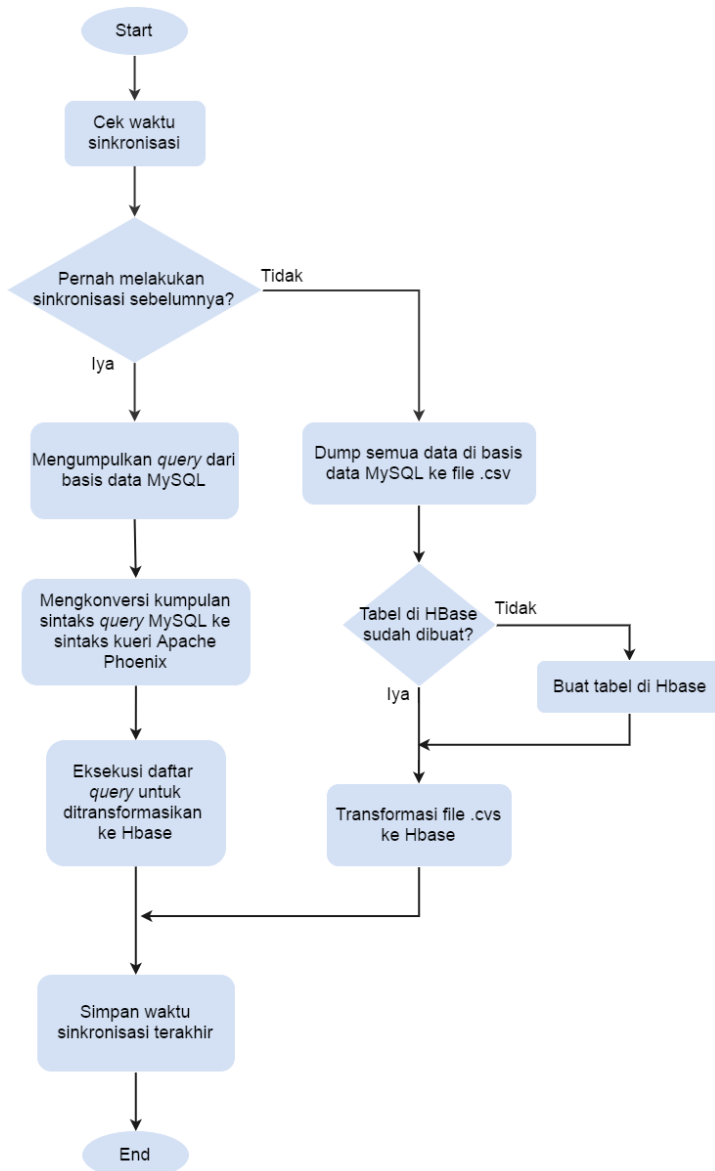 Start
Cek waktu
sinkronisasi
Pernah melakukan
sinkronisasi sebelumnya?
Tidak
Iya
Mengumpulkan query dari
basis data MySQL
Dump semua data di basis
data MySQL ke file .csv
Mengkonversi kumpulan
sintaks query MySQL ke
sintaks kueri Apache
Phoenix
Tabel di HBase
sudah dibuat?
Tidak
Iya
Buat tabel di Hbase
Eksekusi daftar
query untuk
ditransformasikan
ke Hbase
Transformasi file .cvs
ke Hbase
Simpan waktu
sinkronisasi terakhir
End